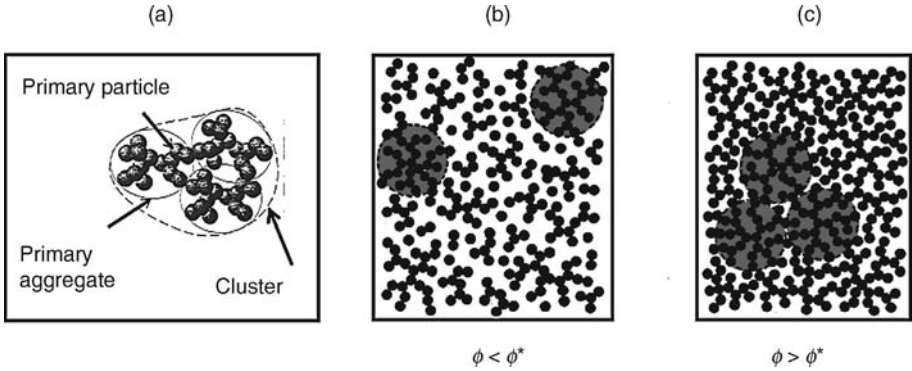 (a)
(b)
(c)
Primary particle
Primary
aggregate
Cluster
ϕ < ϕ*
ϕ > ϕ*